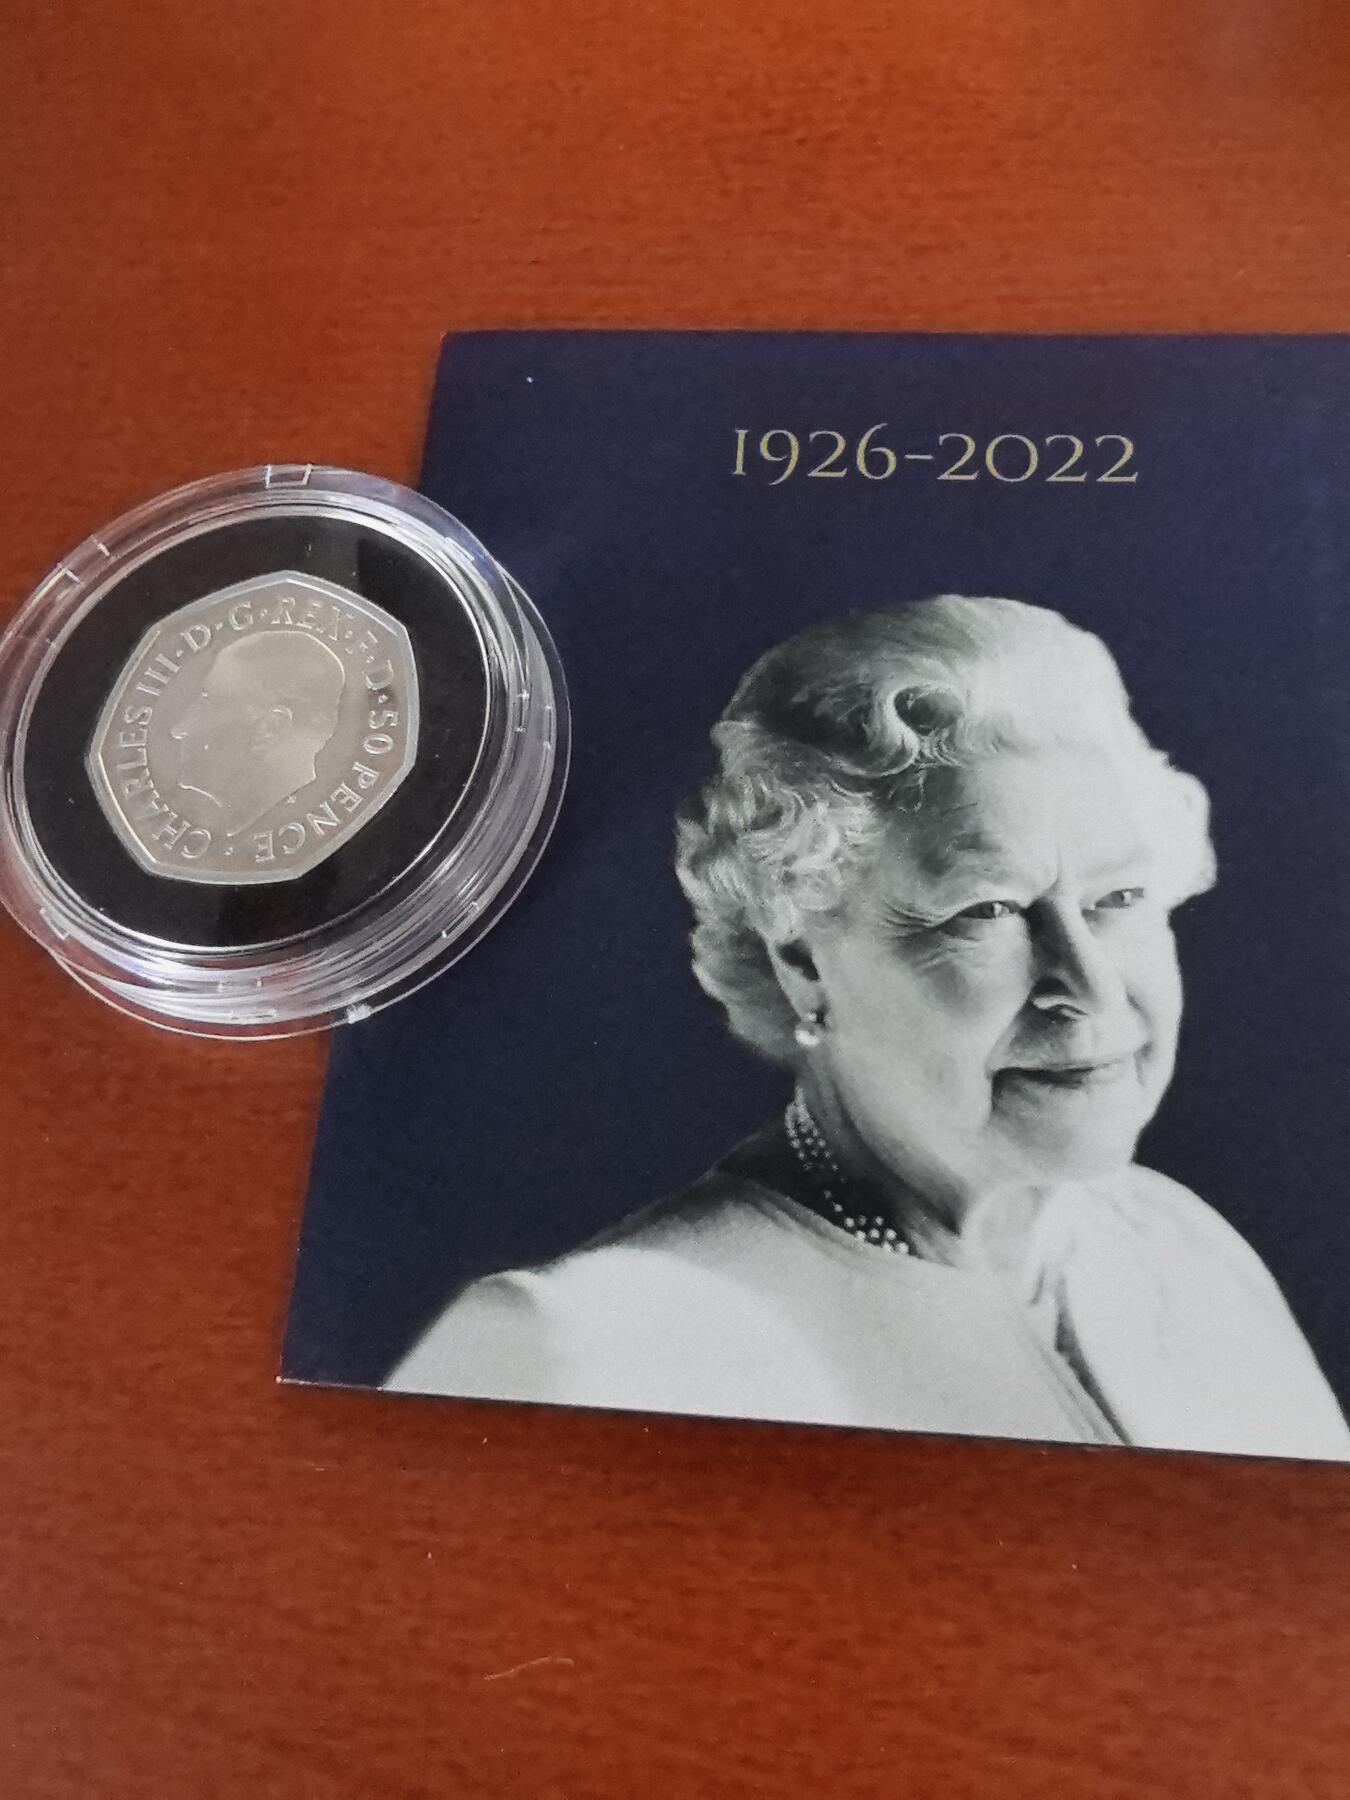 1926-2022
CHARLES III·D·G·REX·F·D·50 PENCE·